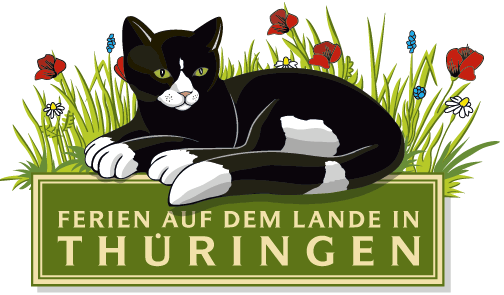 FERIEN AUF DEM LANDE IN
THÜRINGEN